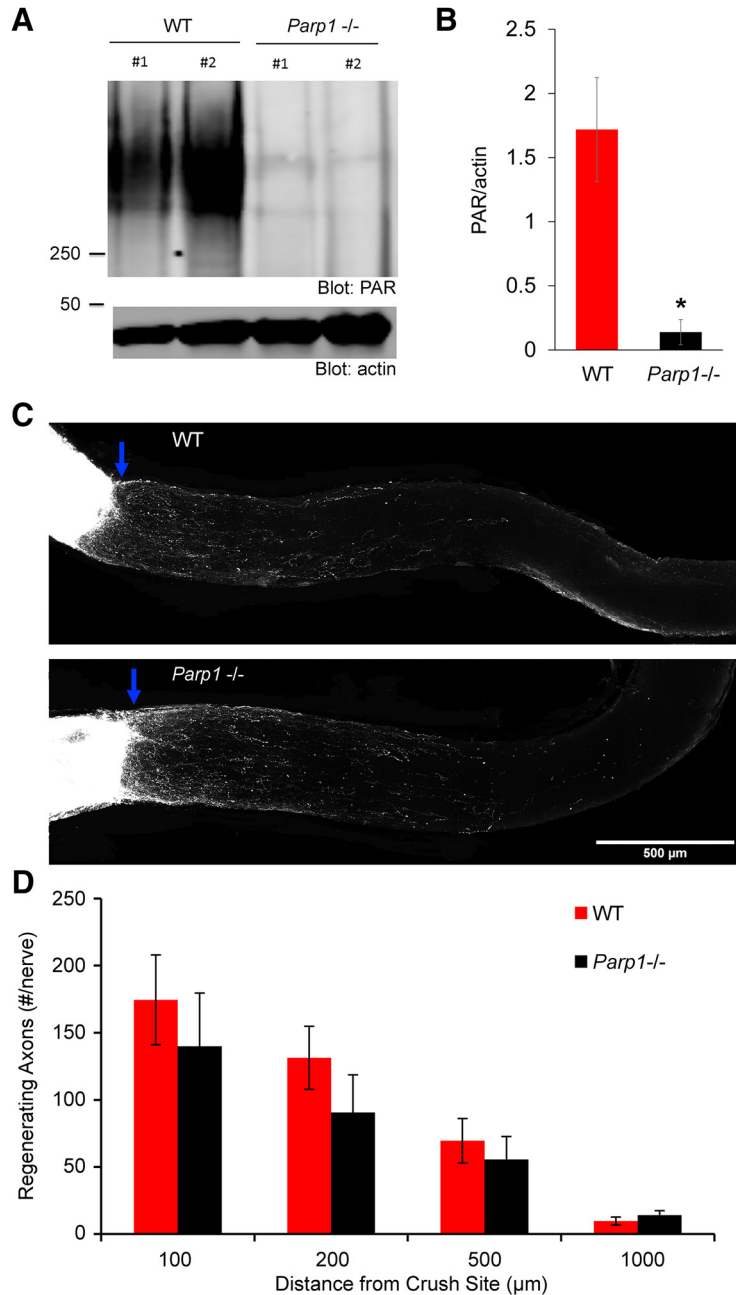 A
WT
Parp1 -/-
#1
#2
#1
#2
250
Blot: PAR
50
Blot: actin
B
2.5
2
1.5
1
0.5
0
PAR/actin
*
WT
Parp1-/-
C
WT
Parp1 -/-
500 µm
D
250
200
150
100
50
0
Regenerating Axons (#/nerve)
WT
Parp1-/-
100
200
500
1000
Distance from Crush Site (µm)